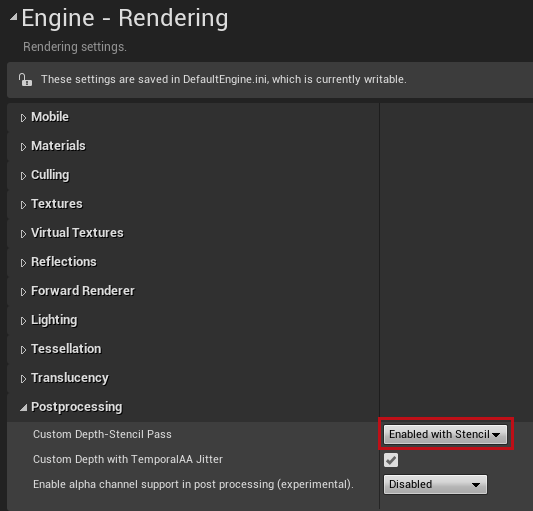 Engine - Rendering
Rendering settings.
These settings are saved in DefaultEngine.ini, which is currently writable.
Mobile
Materials
Culling
Textures
Virtual Textures
Reflections
Forward Renderer
Lighting
Tessellation
Translucency
Postprocessing
Custom Depth-Stencil Pass Enabled with Stencil
Custom Depth with TemporalAA Jitter
Enable alpha channel support in post processing (experimental). Disabled